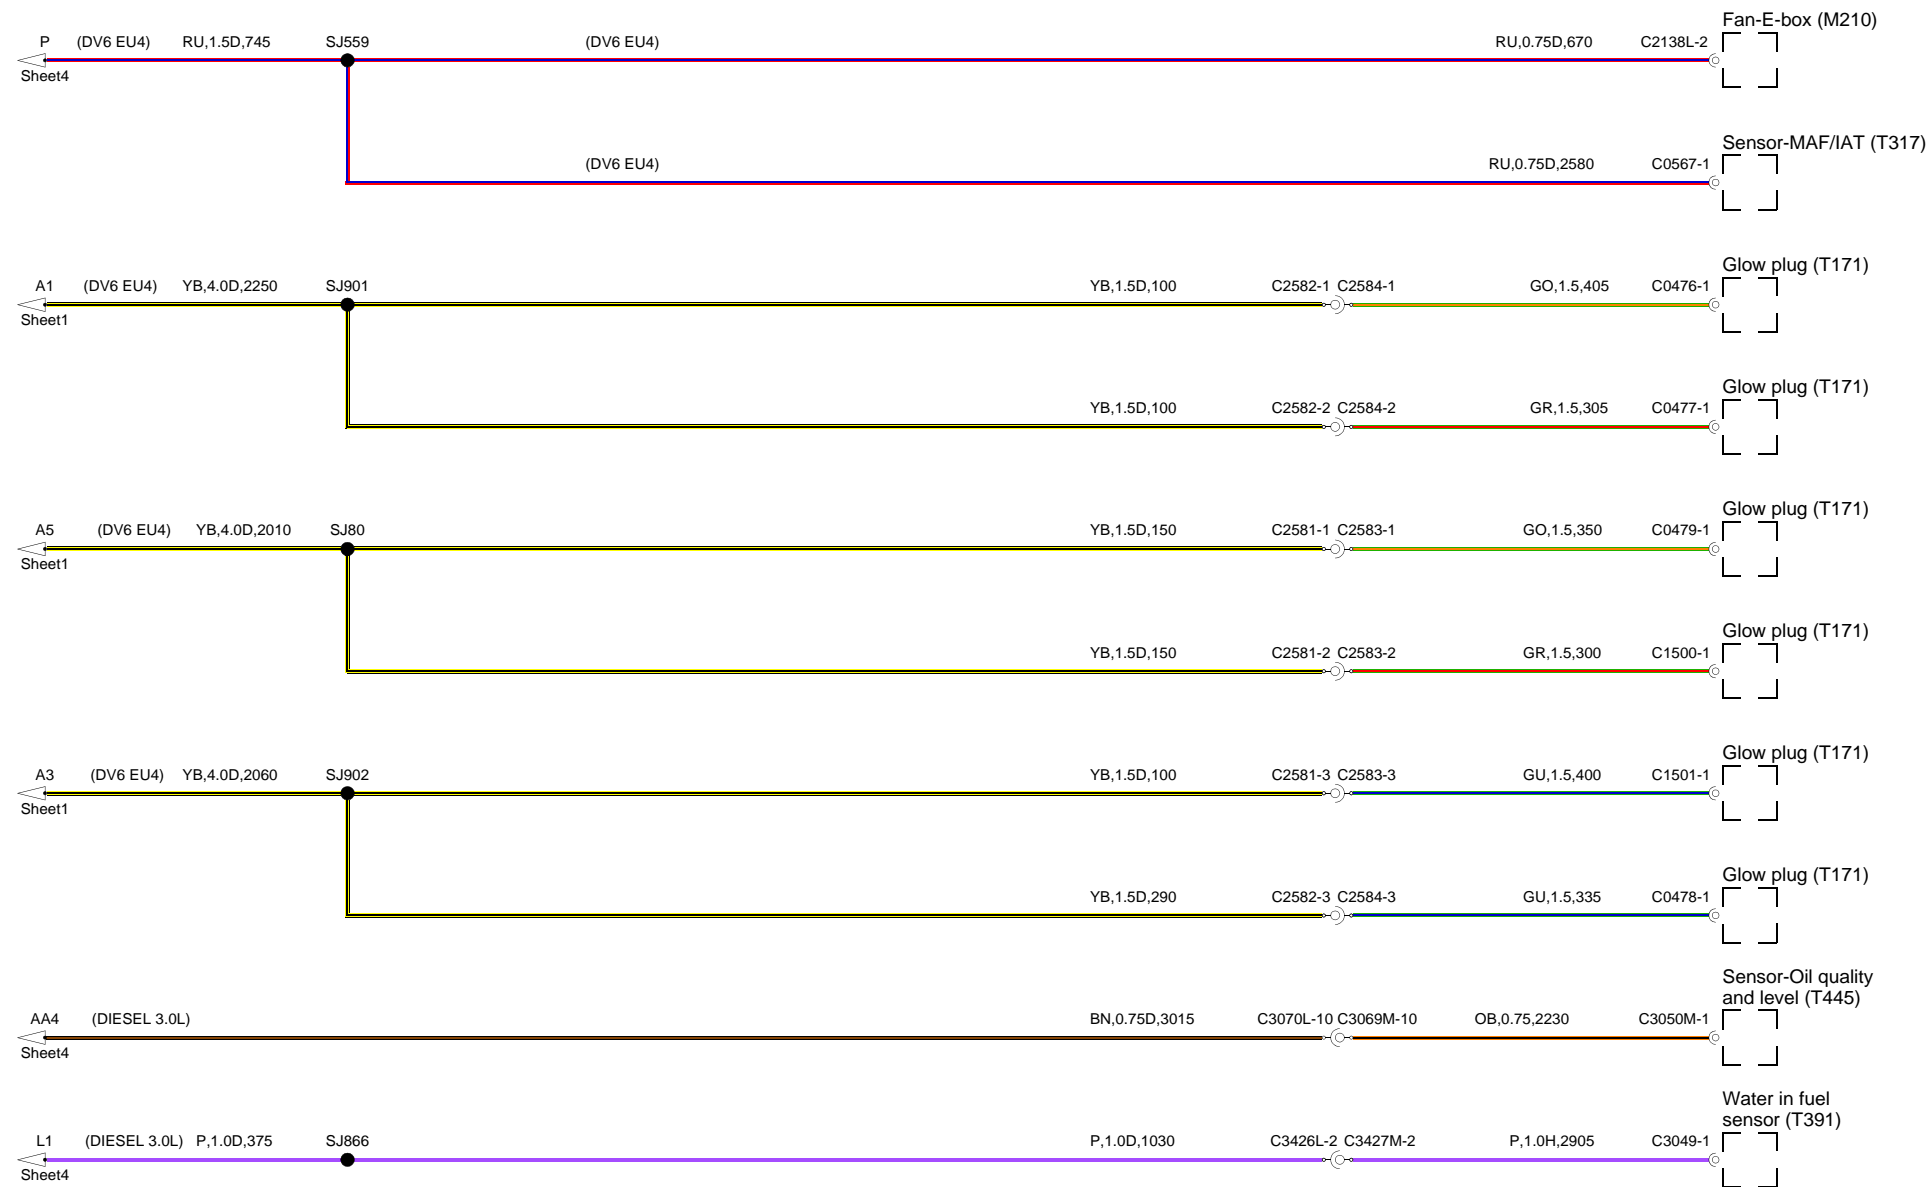 Fan-E-box (M210)
P (DV6 EU4) RU,1.5D,745 SJ559 (DV6 EU4) RU,0.75D,670 C2138L-2
Sheet4
Sensor-MAF/IAT (T317)
(DV6 EU4) RU,0.75D,2580 C0567-1
Glow plug (T171)
A1 (DV6 EU4) YB,4.0D,2250 SJ901 YB,1.5D,100 C2582-1 C2584-1 GO,1.5,405 C0476-1
Sheet1
Glow plug (T171)
YB,1.5D,100 C2582-2 C2584-2 GR,1.5,305 C0477-1
Glow plug (T171)
A5 (DV6 EU4) YB,4.0D,2010 SJ80 YB,1.5D,150 C2581-1 C2583-1 GO,1.5,350 C0479-1
Sheet1
Glow plug (T171)
YB,1.5D,150 C2581-2 C2583-2 GR,1.5,300 C1500-1
Glow plug (T171)
A3 (DV6 EU4) YB,4.0D,2060 SJ902 YB,1.5D,100 C2581-3 C2583-3 GU,1.5,400 C1501-1
Sheet1
Glow plug (T171)
YB,1.5D,290 C2582-3 C2584-3 GU,1.5,335 C0478-1
Sensor-Oil quality
and level (T445)
AA4 (DIESEL 3.0L) BN,0.75D,3015 C3070L-10 C3069M-10 OB,0.75,2230 C3050M-1
Sheet4
Water in fuel
sensor (T391)
L1 (DIESEL 3.0L) P,1.0D,375 SJ866 P,1.0D,1030 C3426L-2 C3427M-2 P,1.0H,2905 C3049-1
Sheet4